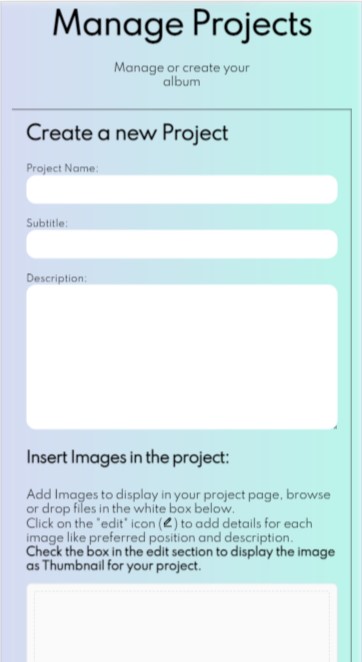 Manage Projects
Manage or create your
album
Create a new Project
Project Name:
Subtitle:
Description:
Insert Images in the project:
Add Images to display in your project page, browse
or drop files in the white box below.
Click on the "edit" icon ( ) to add details for each
image like preferred position and description.
Check the box in the edit section to display the image
as Thumbnail for your project.